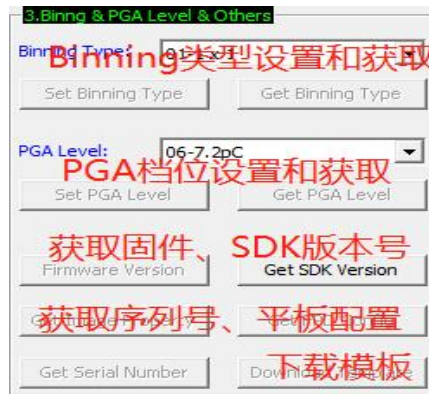 3.Binng & PGA Level & Others
Binning Type:
Binning类型设置和获取
Set Binning Type Get Binning Type
PGA Level: 06-7.2pC
PGA档位设置和获取
Set PGA Level Get PGA Level
获取固件、SDK版本号
Firmware Version Get SDK Version
获取序列号、平板配置
下载模板
Get Serial Number Download Template